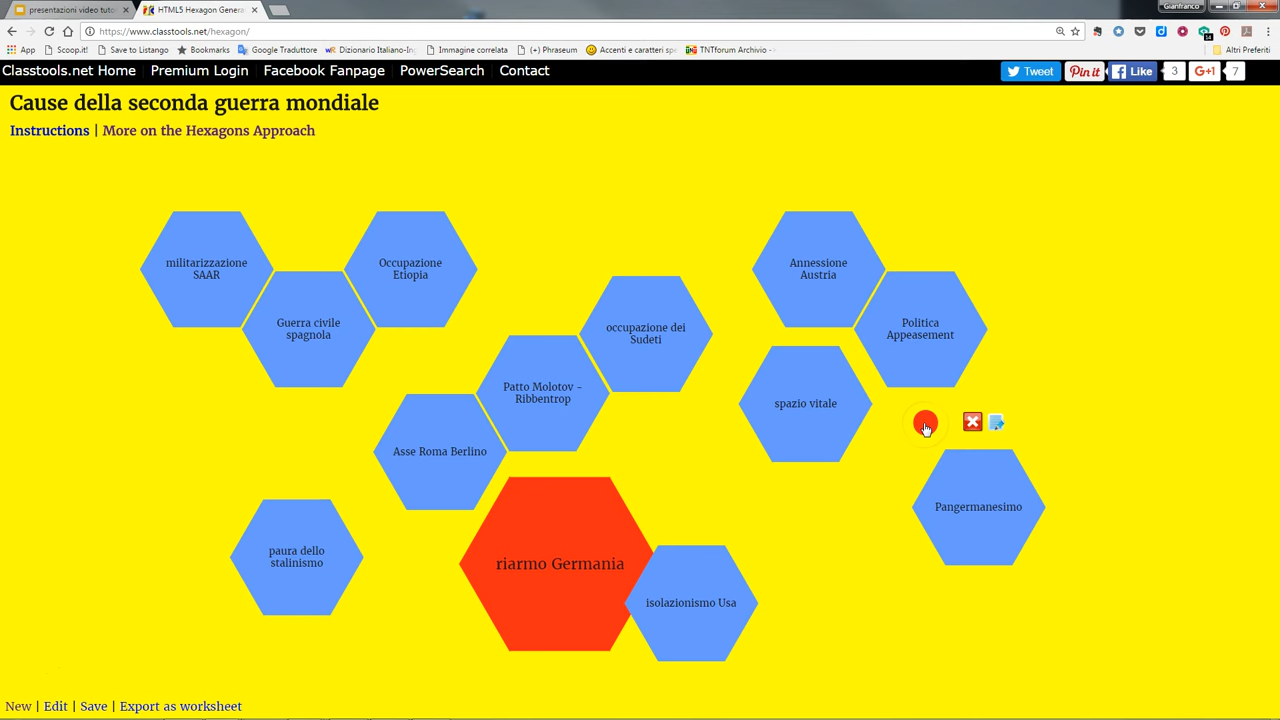 presentazioni video tuto
HTML5 Hexagon Genera
Gianfranco
https://www.classtools.net/hexagon/
App
Scoop.it!
Save to Listango
Bookmarks
Google Traduttore
Dizionario Italiano-Ing
Immagine correlata
(+) Phraseum
Accenti e caratteri spe
TNTforum Archivio ->
Altri Preferiti
Classtools.net Home
Premium Login
Facebook Fanpage
PowerSearch
Contact
Tweet
Pin it
Like
3
G+1
7
Cause della seconda guerra mondiale
Instructions | More on the Hexagons Approach
militarizzazione
SAAR
Occupazione
Etiopia
Annessione
Austria
Guerra civile
spagnola
occupazione dei
Sudeti
Politica
Appeasement
Patto Molotov -
Ribbentrop
spazio vitale
Asse Roma Berlino
Pangermanesimo
paura dello
stalinismo
riarmo Germania
isolazionismo Usa
New | Edit | Save | Export as worksheet